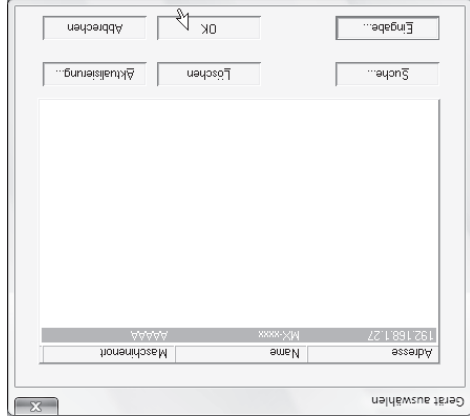 Gerät auswählen
X
Adresse Name Maschinenort
192.168.1.27 MX-xxxx AAAAA
Suche... Löschen Aktualisierung...
Eingabe... OK Abbrechen